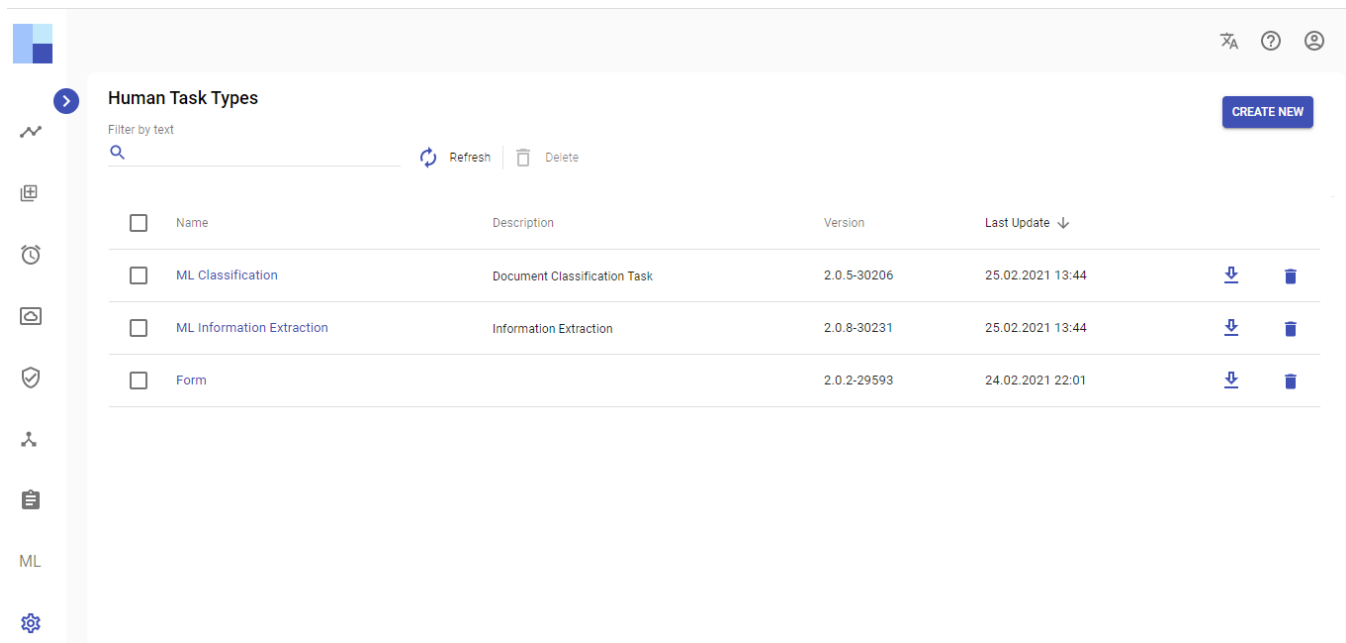 Human Task Types
CREATE NEW
Filter by text
Refresh Delete
Name Description Version Last Update
ML Classification Document Classification Task 2.0.5-30206 25.02.2021 13:44
ML Information Extraction Information Extraction 2.0.8-30231 25.02.2021 13:44
Form 2.0.2-29593 24.02.2021 22:01
ML